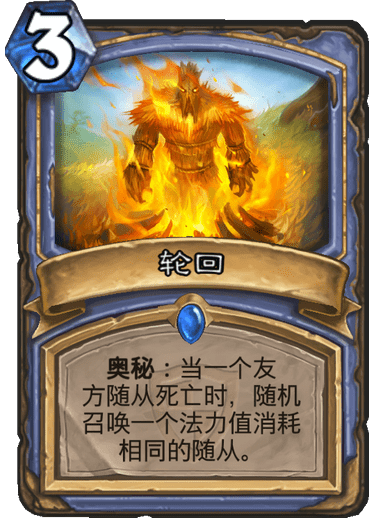 3
轮回
奥秘：当一个友
方随从死亡时，随机
召唤一个法力值消耗
相同的随从。